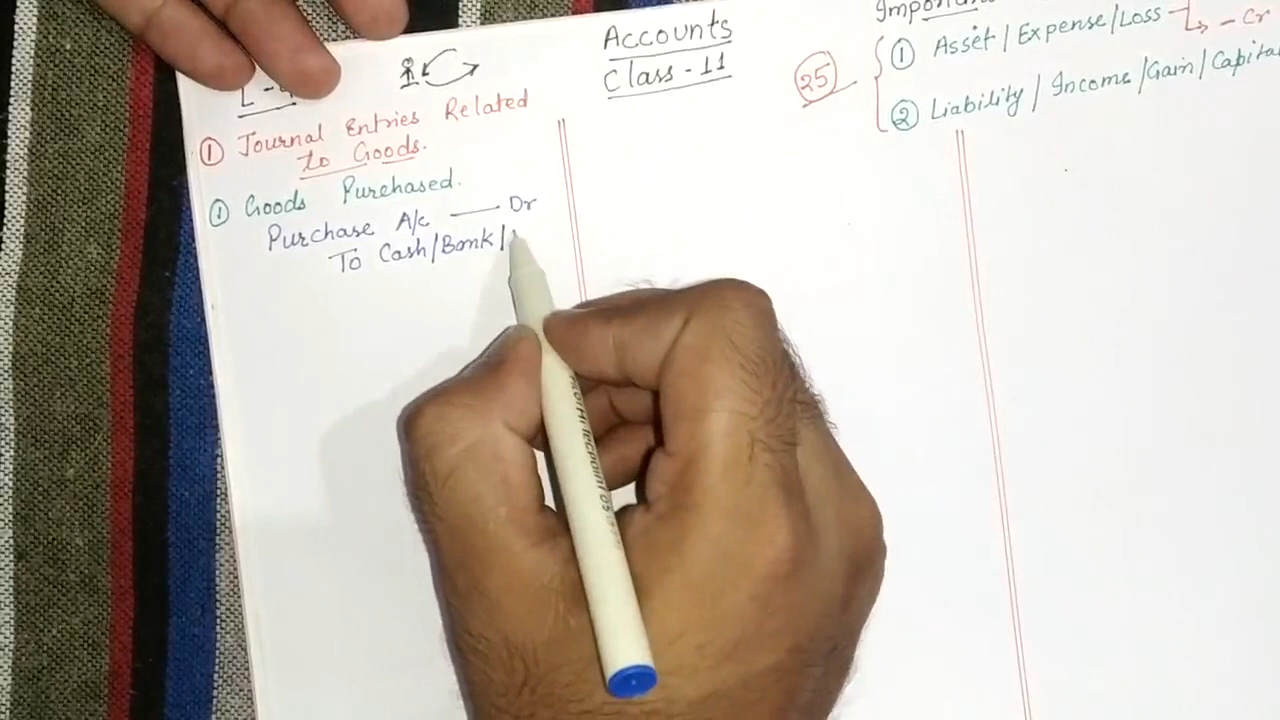 Accounts
Class-11
① Journal Entries Related
to Goods.
① Goods Purchased.
Purchase A/c —— Dr
To Cash/Bank/
25
① Asset/Expense/Loss → - Cr
② Liability/Income/Gain/Capital